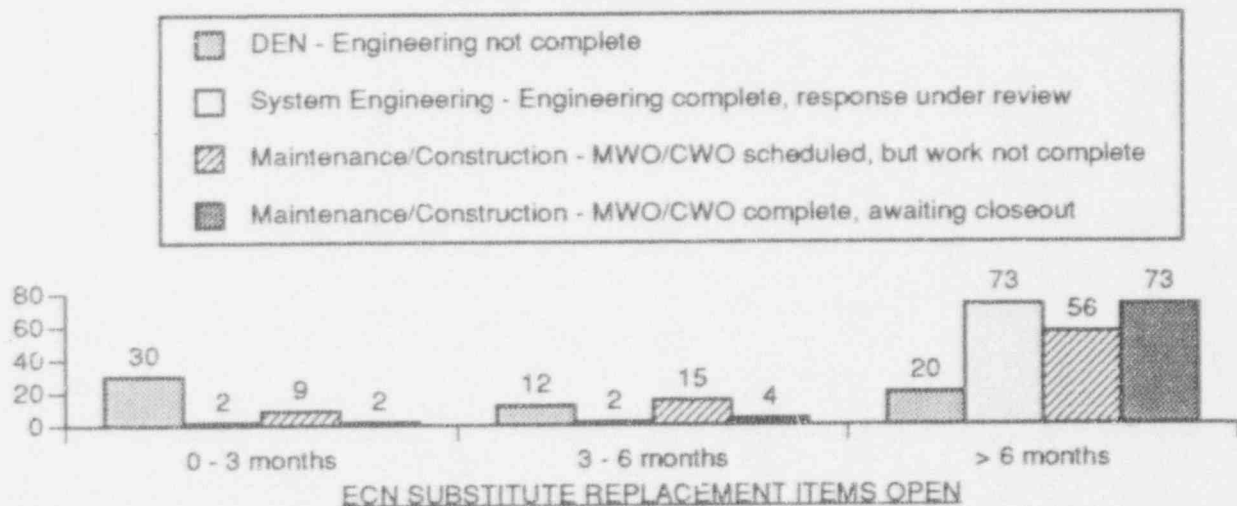 DEN - Engineering not complete
System Engineering - Engineering complete, response under review
Maintenance/Construction - MWO/CWO scheduled, but work not complete
Maintenance/Construction - MWO/CWO complete, awaiting closeout
80
60
40
20
0
30 2 9 2
12 2 15 4
20 73 56 73
0 - 3 months 3 - 6 months > 6 months
ECN SUBSTITUTE REPLACEMENT ITEMS OPEN